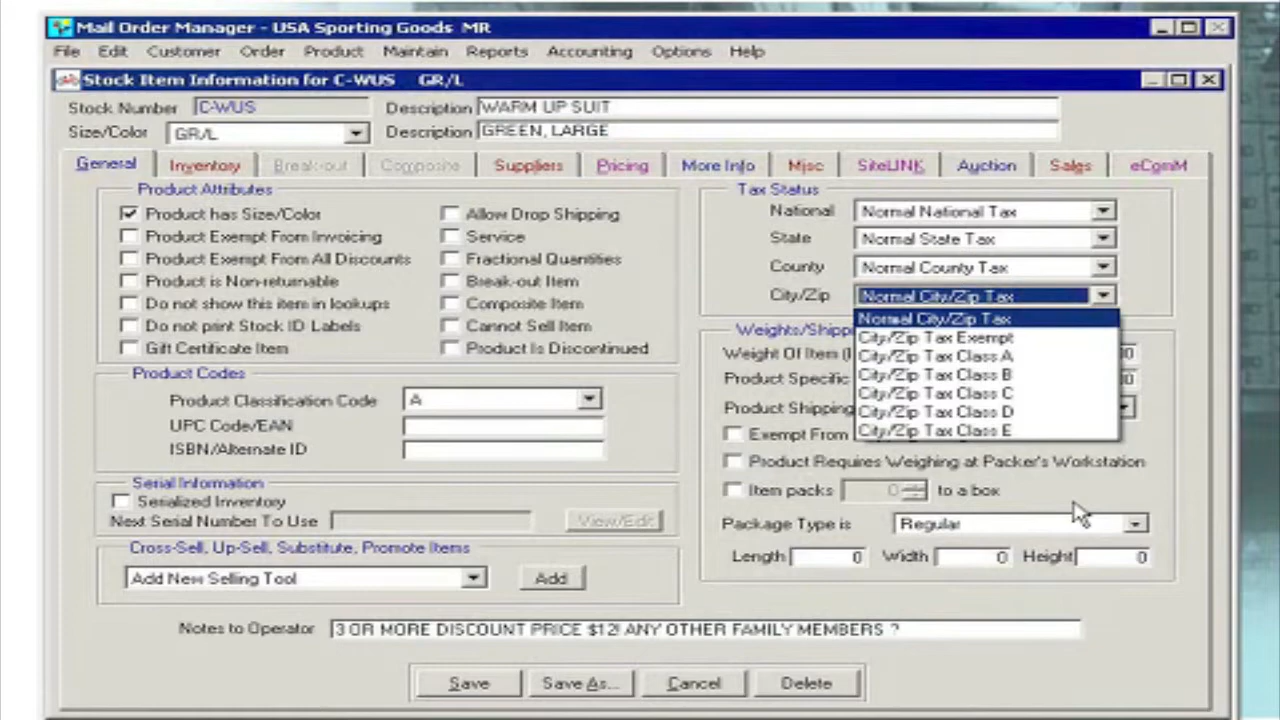 Mail Order Manager - USA Sporting Goods MR
File Edit Customer Order Product Maintain Reports Accounting Options Help
Stock Item Information for C-WUS GR/L
Stock Number C-WUS Description WARM UP SUIT
Size/Color GR/L Description GREEN, LARGE
General Inventory Break-out Composite Suppliers Pricing More Info Misc SiteLINK Auction Sales eComM
Product Attributes
Product has Size/Color Allow Drop Shipping
Product Exempt From Invoicing Service
Product Exempt From All Discounts Fractional Quantities
Product is Non-returnable Break-out Item
Do not show this item in lookups Composite Item
Do not print Stock ID Labels Cannot Sell Item
Gift Certificate Item Product Is Discontinued
Product Codes
Product Classification Code A
UPC Code/EAN
ISBN/Alternate ID
Serial Information
Serialized Inventory
Next Serial Number To Use View/Edit
Cross-Sell, Up-Sell, Substitute, Promote Items
Add New Selling Tool Add
Tax Status
National Normal National Tax
State Normal State Tax
County Normal County Tax
City/Zip Normal City/Zip Tax
Normal City/Zip Tax
City/Zip Tax Exempt
City/Zip Tax Class A
City/Zip Tax Class B
City/Zip Tax Class C
City/Zip Tax Class D
City/Zip Tax Class E
Weights/Shipp
Weight Of Item
Product Specific
Product Shipping
Exempt From
Product Requires Weighing at Packer's Workstation
Item packs 0 to a box
Package Type is Regular
Length 0 Width 0 Height 0
Notes to Operator 3 OR MORE DISCOUNT PRICE $12! ANY OTHER FAMILY MEMBERS ?
Save Save As... Cancel Delete